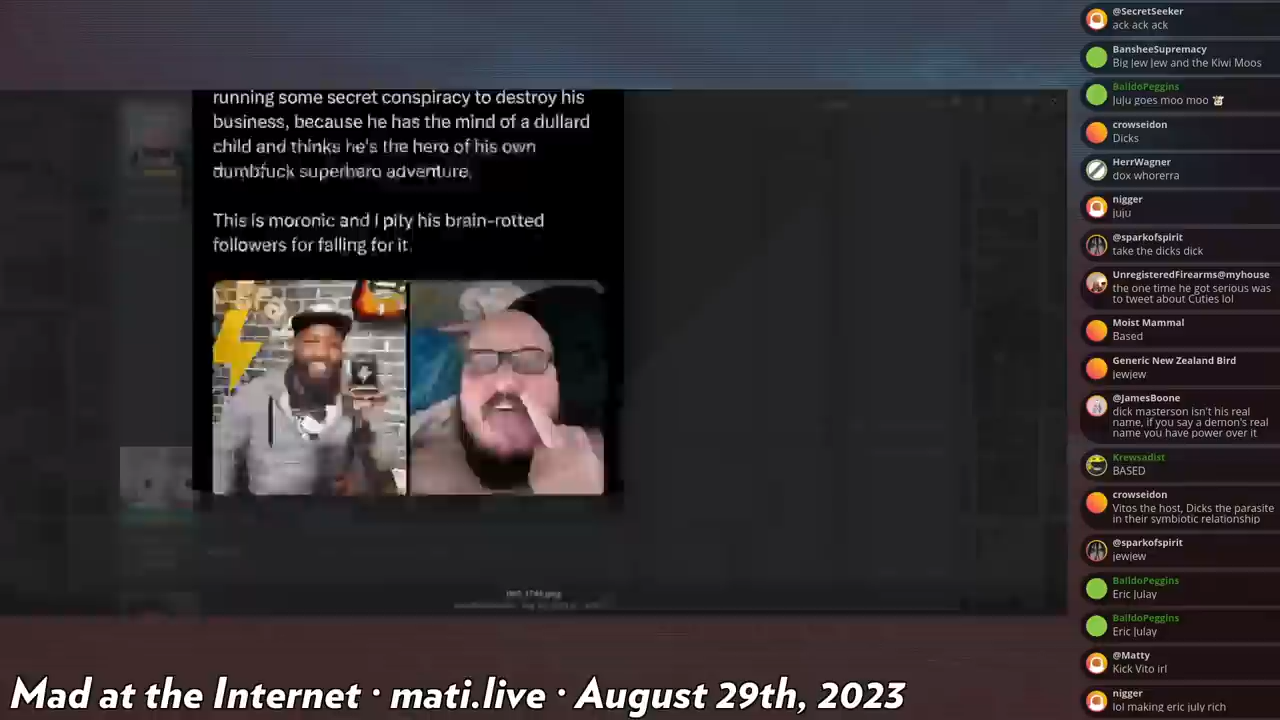 running some secret conspiracy to destroy his
business, because he has the mind of a dullard
child and thinks he's the hero of his own
dumbfuck superhero adventure.
This is moronic and I pity his brain-rotted
followers for falling for it.
@SecretSeeker
ack ack ack
BansheeSupremacy
Big Jew Jew and the Kiwi Moos
BalldoPeggins
JuJu goes moo moo 🐮
crowseidon
Dicks
HerrWagner
dox whorerra
nigger
juju
@sparkofspirit
take the dicks dick
UnregisteredFirearms@myhouse
the one time he got serious was
to tweet about Cuties lol
Moist Mammal
Based
Generic New Zealand Bird
jewjew
@JamesBoone
dick masterson isn't his real
name, if you say a demon's real
name you have power over it
Krewsadist
BASED
crowseidon
Vitos the host, Dicks the parasite
in their symbiotic relationship
@sparkofspirit
jewjew
BalldoPeggins
Eric Julay
BalldoPeggins
Eric Julay
@Matty
Kick Vito irl
nigger
lol making eric july rich
Mad at the Internet · mati.live · August 29th, 2023